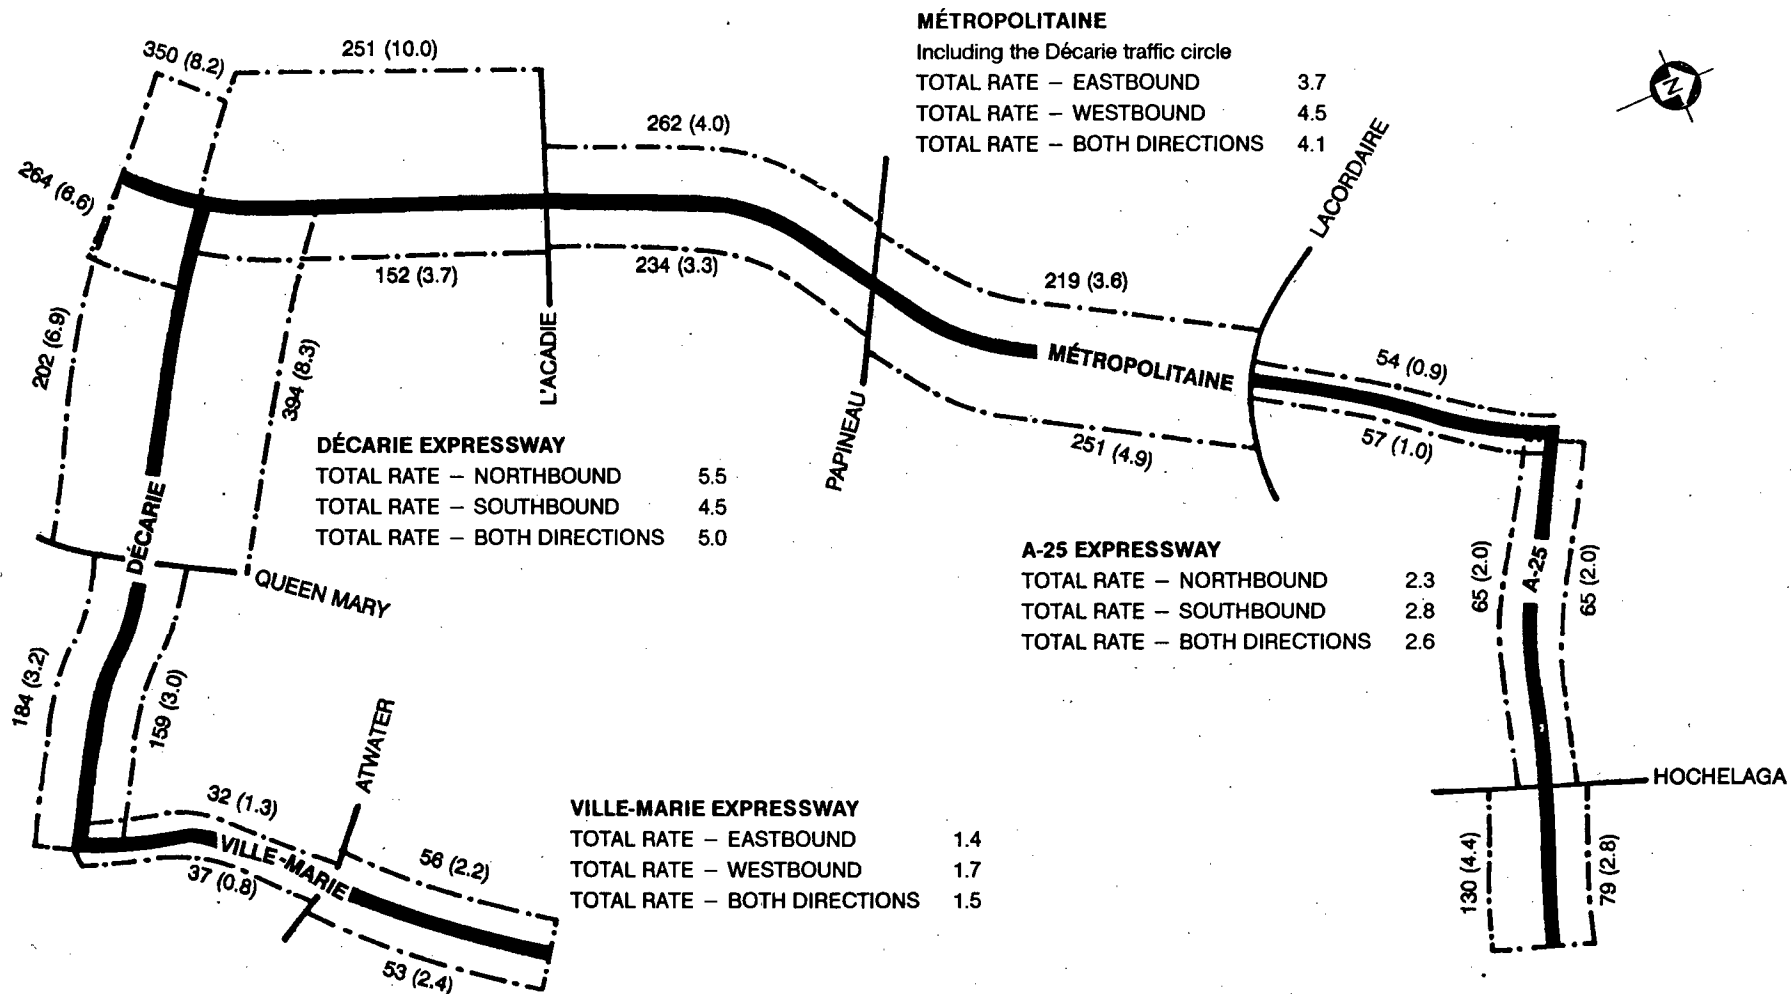 MÉTROPOLITAINE
Including the Décarie traffic circle
TOTAL RATE – EASTBOUND 3.7
TOTAL RATE – WESTBOUND 4.5
TOTAL RATE – BOTH DIRECTIONS 4.1
350 (8.2)
251 (10.0)
262 (4.0)
N
LACORDAIRE
264 (6.6)
152 (3.7)
234 (3.3)
219 (3.6)
202 (6.9)
394 (8.3)
L'ACADIE
PAPINEAU
MÉTROPOLITAINE
54 (0.9)
251 (4.9)
57 (1.0)
DÉCARIE EXPRESSWAY
TOTAL RATE – NORTHBOUND 5.5
TOTAL RATE – SOUTHBOUND 4.5
TOTAL RATE – BOTH DIRECTIONS 5.0
DÉCARIE
QUEEN MARY
A-25 EXPRESSWAY
TOTAL RATE – NORTHBOUND 2.3
TOTAL RATE – SOUTHBOUND 2.8
TOTAL RATE – BOTH DIRECTIONS 2.6
65 (2.0)
A-25
65 (2.0)
184 (3.2)
159 (3.0)
ATWATER
HOCHELAGA
32 (1.3)
VILLE-MARIE EXPRESSWAY
TOTAL RATE – EASTBOUND 1.4
TOTAL RATE – WESTBOUND 1.7
TOTAL RATE – BOTH DIRECTIONS 1.5
VILLE-MARIE
37 (0.8)
56 (2.2)
53 (2.4)
130 (4.4)
79 (2.8)